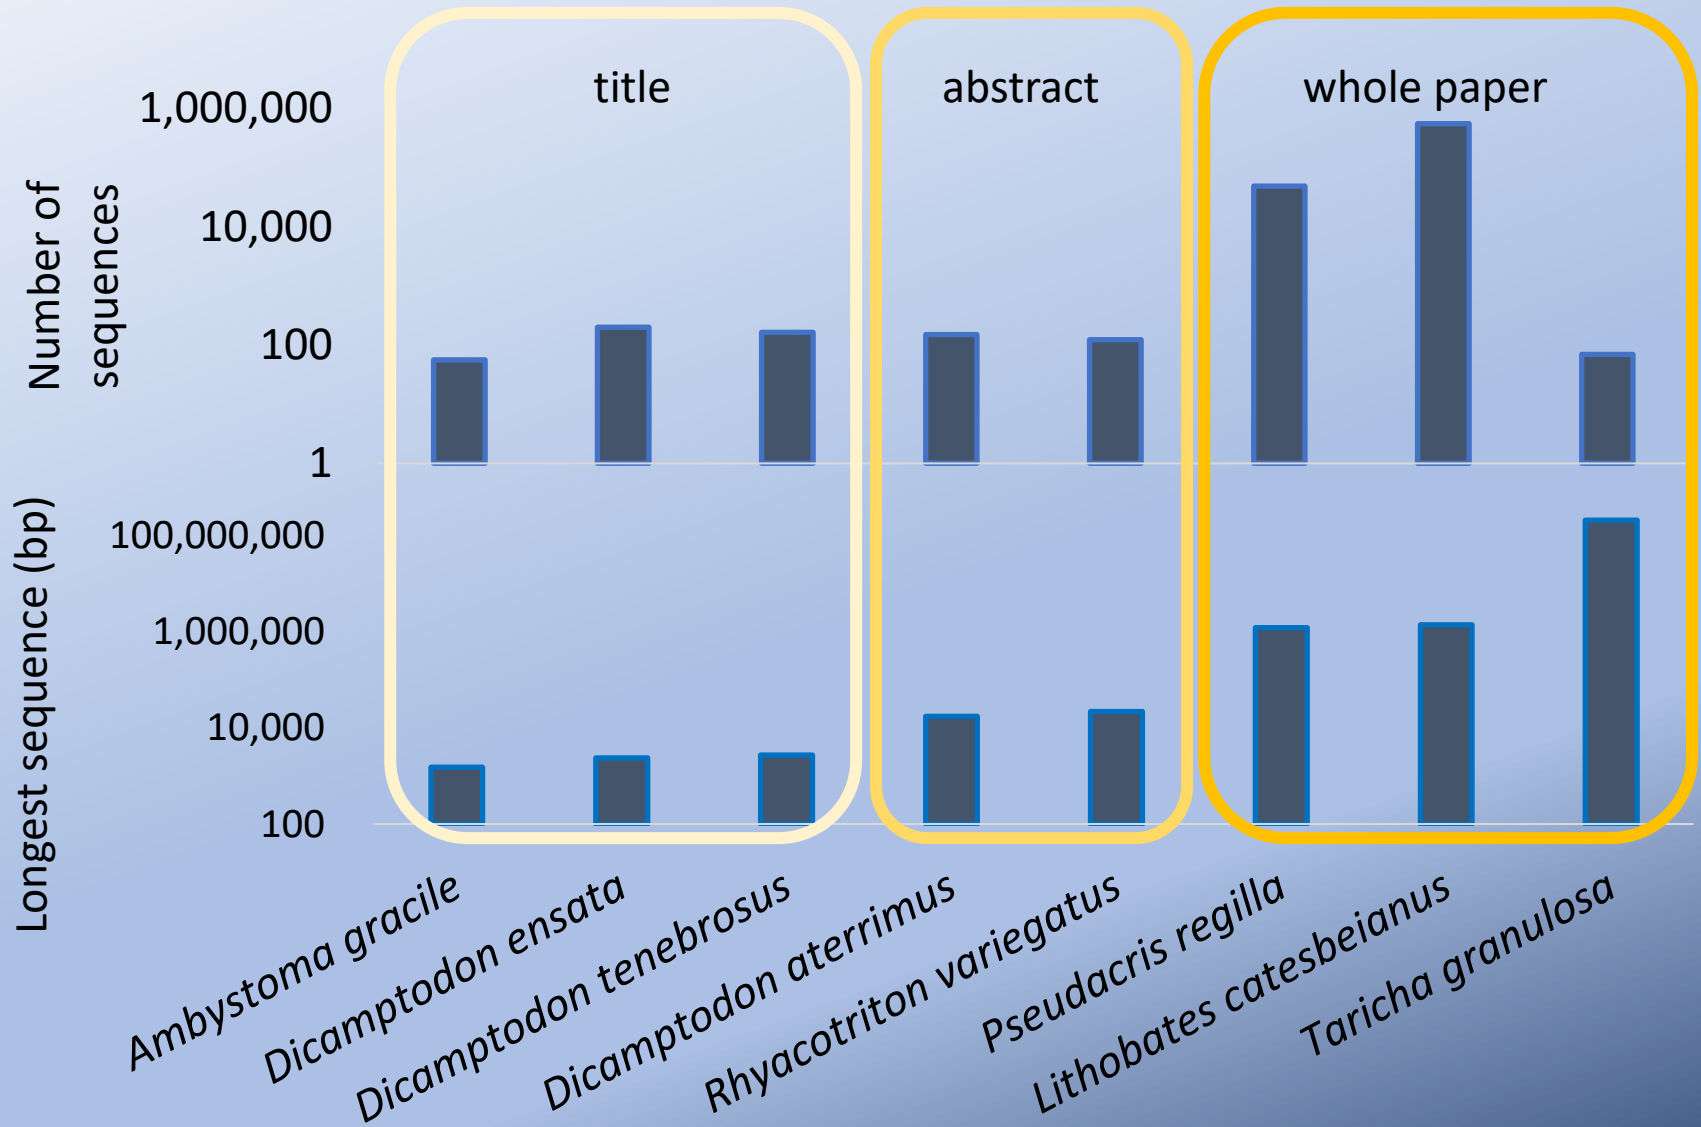 title
abstract
whole paper
Number of
sequences
1,000,000
10,000
100
1
Longest sequence (bp)
100,000,000
1,000,000
10,000
100
Ambystoma gracile
Dicamptodon ensata
Dicamptodon tenebrosus
Dicamptodon aterrimus
Rhyacotriton variegatus
Pseudacris regilla
Lithobates catesbeianus
Taricha granulosa